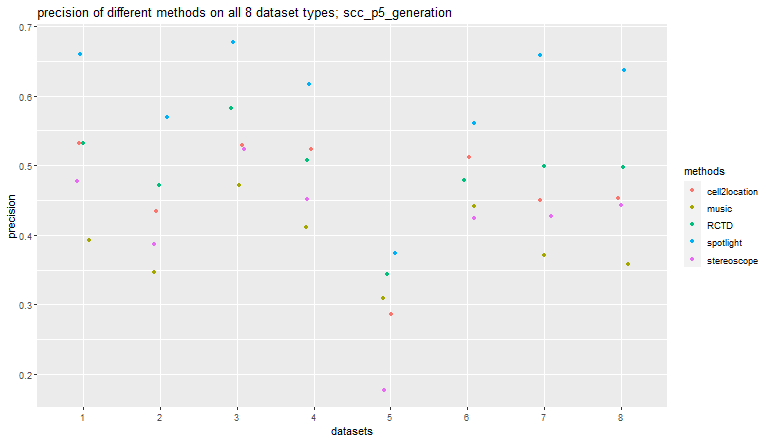 precision of different methods on all 8 dataset types; scc_p5_generation
0.7
0.6
0.5
0.4
0.3
0.2
precision
1 2 3 4 5 6 7 8
datasets
methods
cell2location
music
RCTD
spotlight
stereoscope